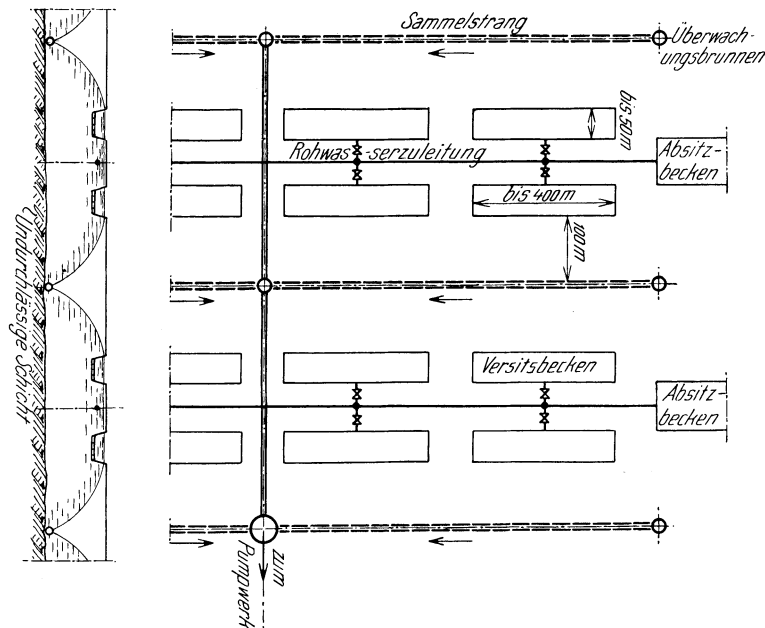 Sammelstrang
Überwach-
ungsbrunnen
bis 50m
Rohwas-serzuleitung
Absitz-
becken
bis 400m
100m
Undurchlässige Schicht
Versitsbecken
Absitz-
becken
zum
Pumpwerk